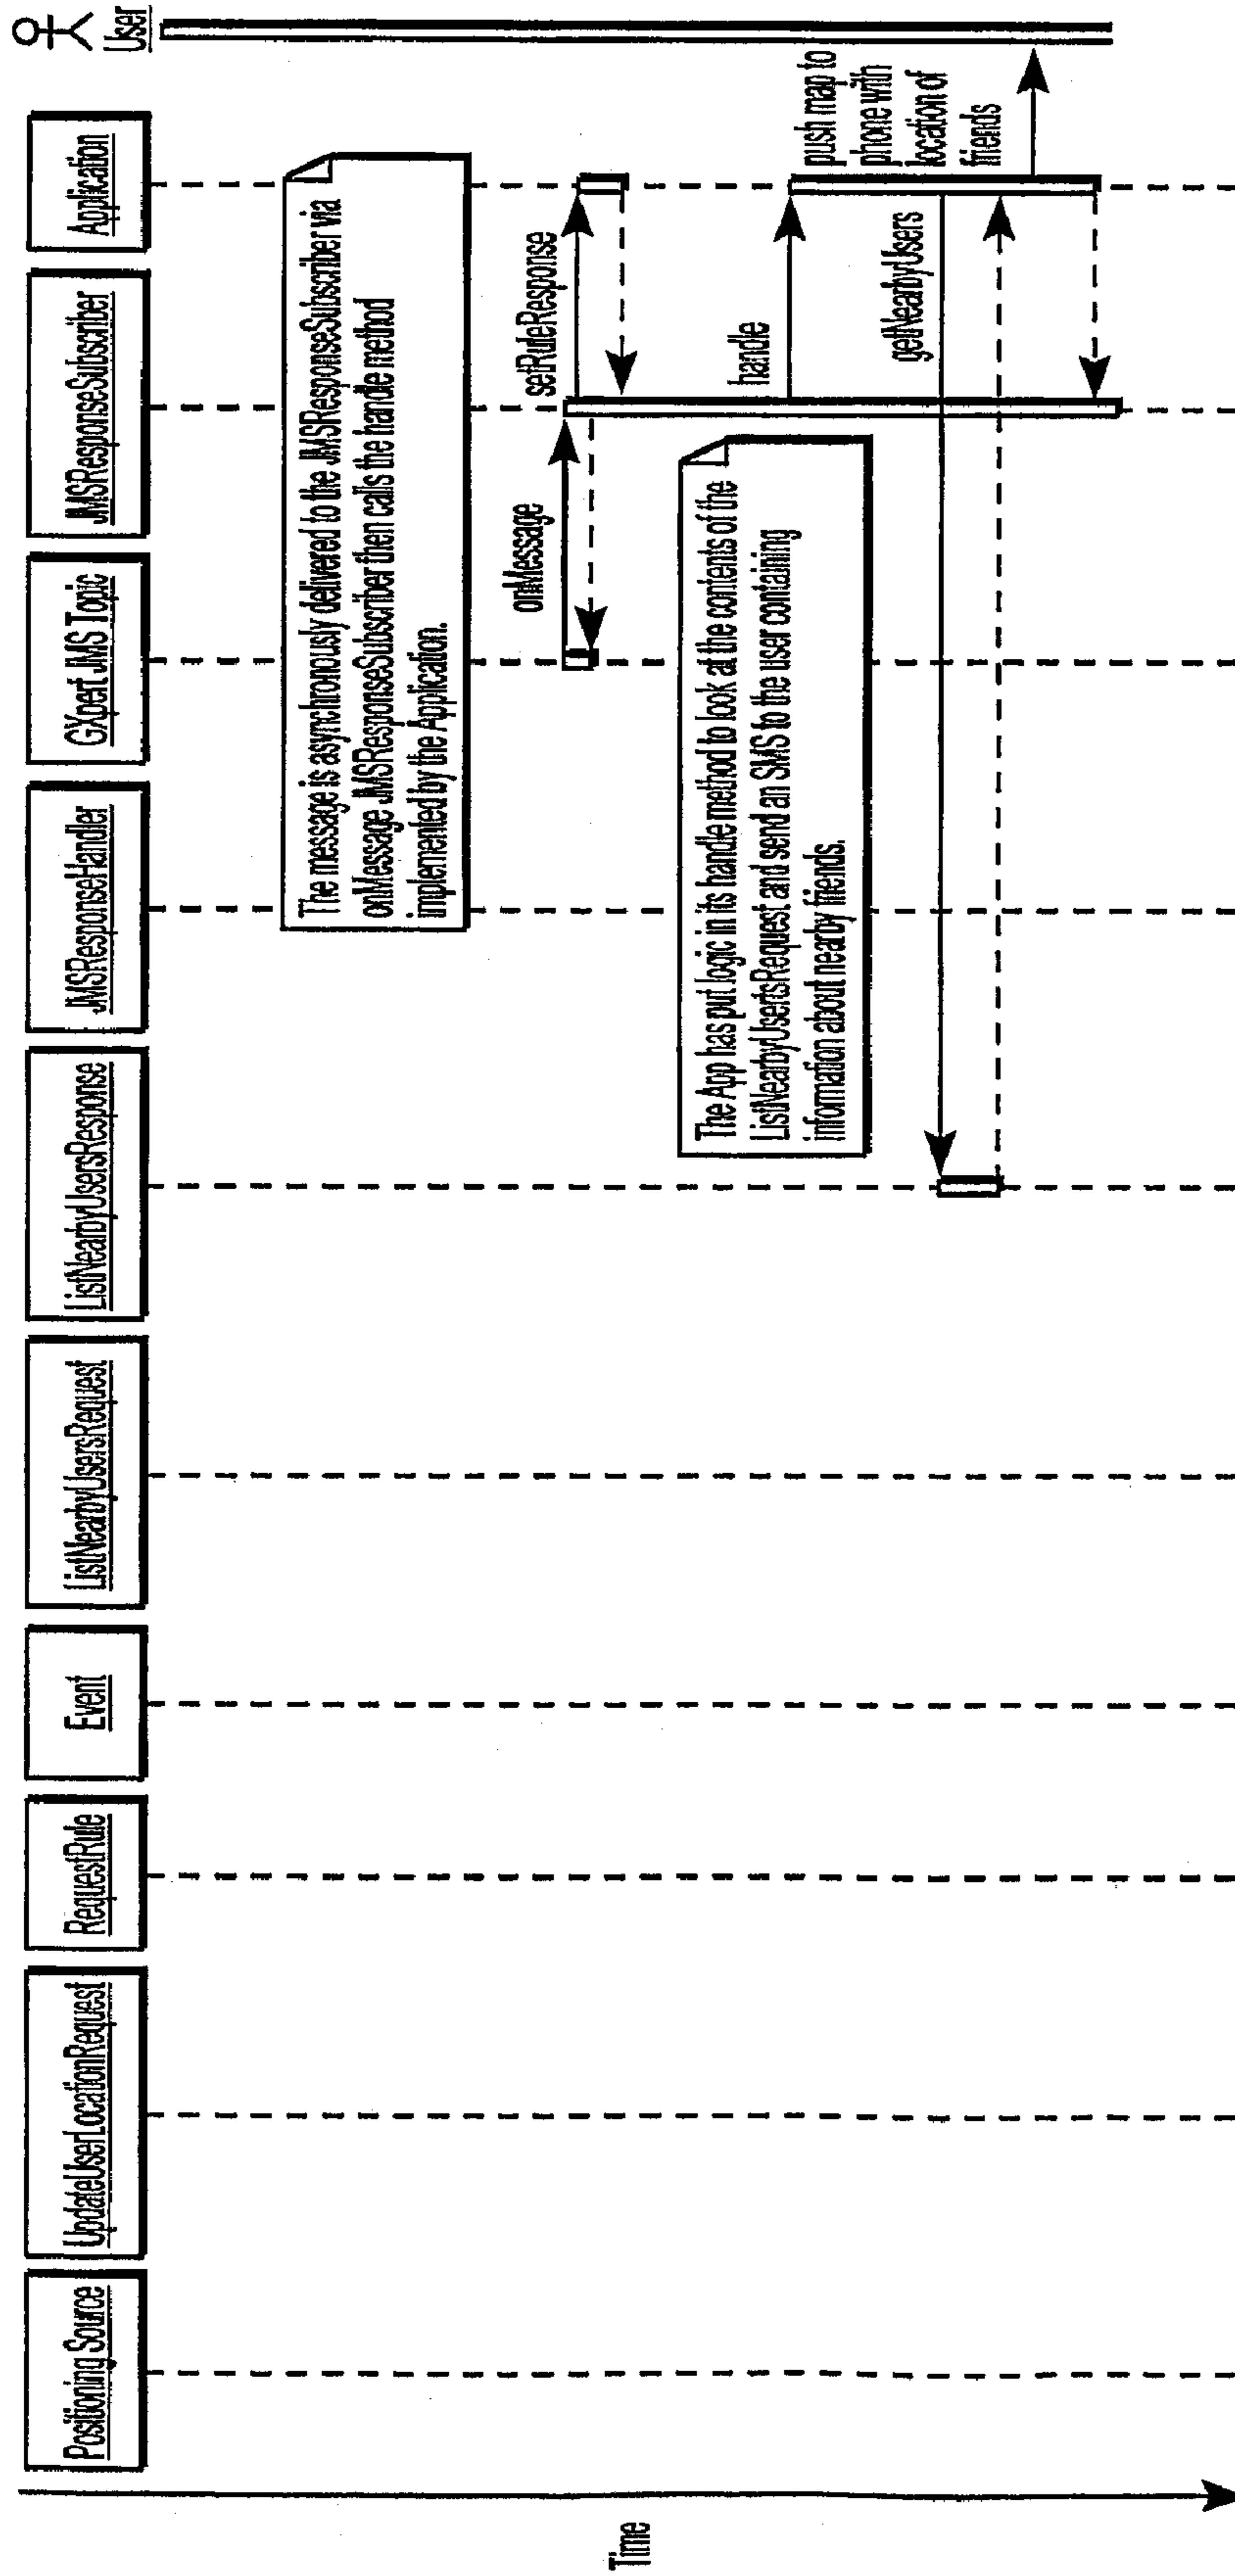 Positioning Source
UpdateUserLocationRequest
RequestRule
Event
ListNearbyUsersRequest
ListNearbyUsersResponse
JMSResponseHandler
GXpert JMS Topic
JMSResponseSubscriber
Application
User
The message is asynchronously delivered to the JMSResponseSubscriber via
onMessage JMSResponseSubscriber then calls the handle method
implemented by the Application.
onMessage
setRuleResponse
The App has put logic in its handle method to look at the contents of the
ListNearbyUsertsRequest and send an SMS to the user containing
information about nearby friends.
handle
getNearbyUsers
push map to
phone with
location of
friends
Time